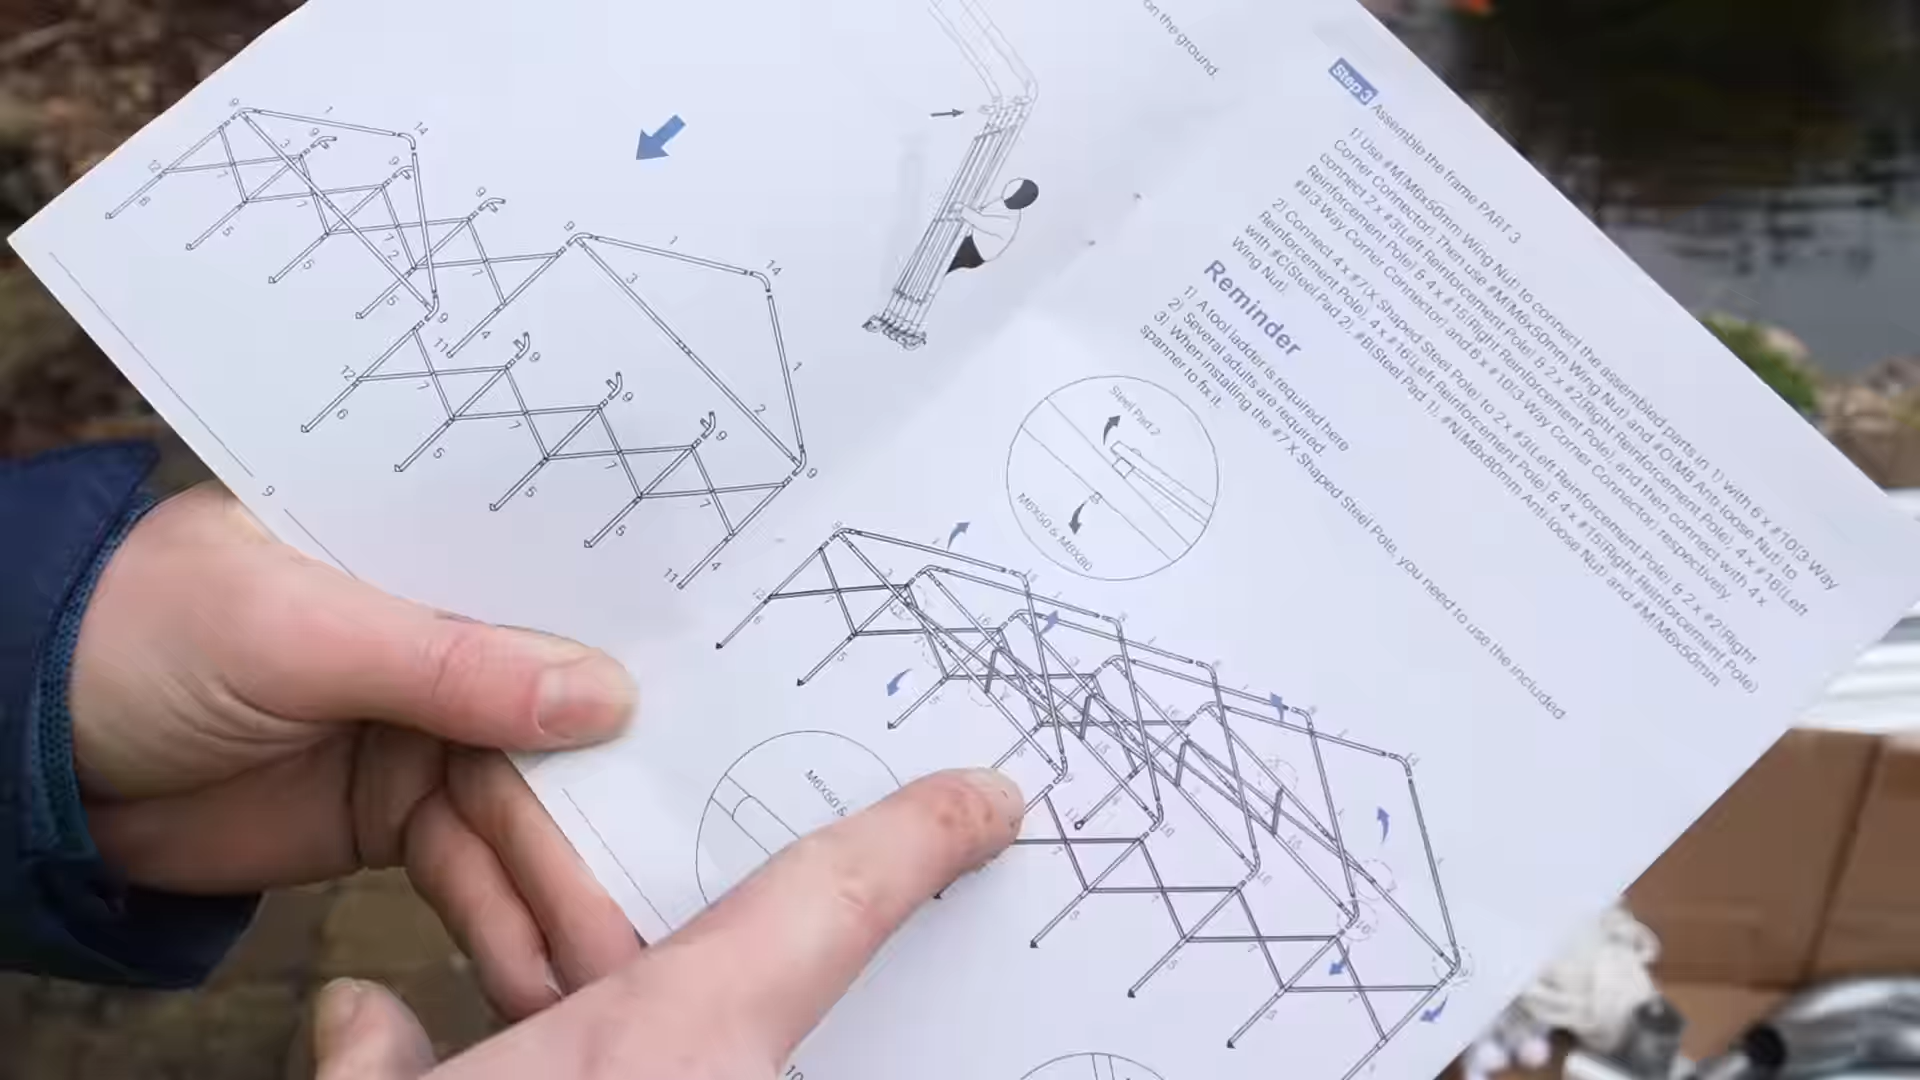 on the ground.
Step 3 Assemble the frame PART 3
1) Use #M(M6x50mm Wing Nut) to connect the assembled parts in 1) with 6 x #10(3-Way
Corner Connector). Then use #M(M6x50mm Wing Nut) and #O(M8 Anti-loose Nut) to
connect 2 x #3(Left Reinforcement Pole) & 2 x #2(Right Reinforcement Pole), 4 x #16(Left
Reinforcement Pole) & 4 x #15(Right Reinforcement Pole), and then connect with 4 x
#9(3-Way Corner Connector) and 6 x #10(3-Way Corner Connector) respectively.
2) Connect 4 x #7(X Shaped Steel Pole) to 2 x #3(Left Reinforcement Pole) & 2 x #2(Right
Reinforcement Pole), 4 x #16(Left Reinforcement Pole) & 4 x #15(Right Reinforcement Pole)
with #C(Steel Pad 2), #B(Steel Pad 1), #N(M8x80mm Anti-loose Nut) and #M(M6x50mm
Wing Nut).
Reminder
1) A tool ladder is required here
2) Several adults are required.
3) When installing the #7 X Shaped Steel Pole, you need to use the included
spanner to fix it.
Steel Pad 2
M6X50 & M8X80
M6X50 &
9
10